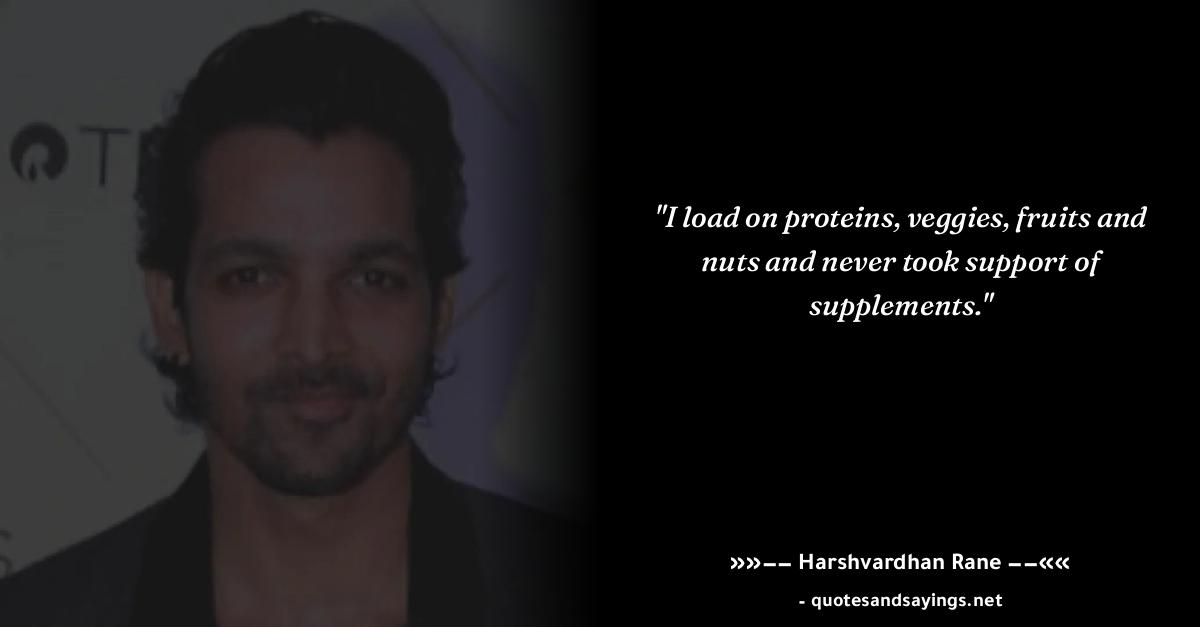 T
"I load on proteins, veggies, fruits and
nuts and never took support of
supplements."
S
»»–– Harshvardhan Rane ––««
- quotesandsayings.net